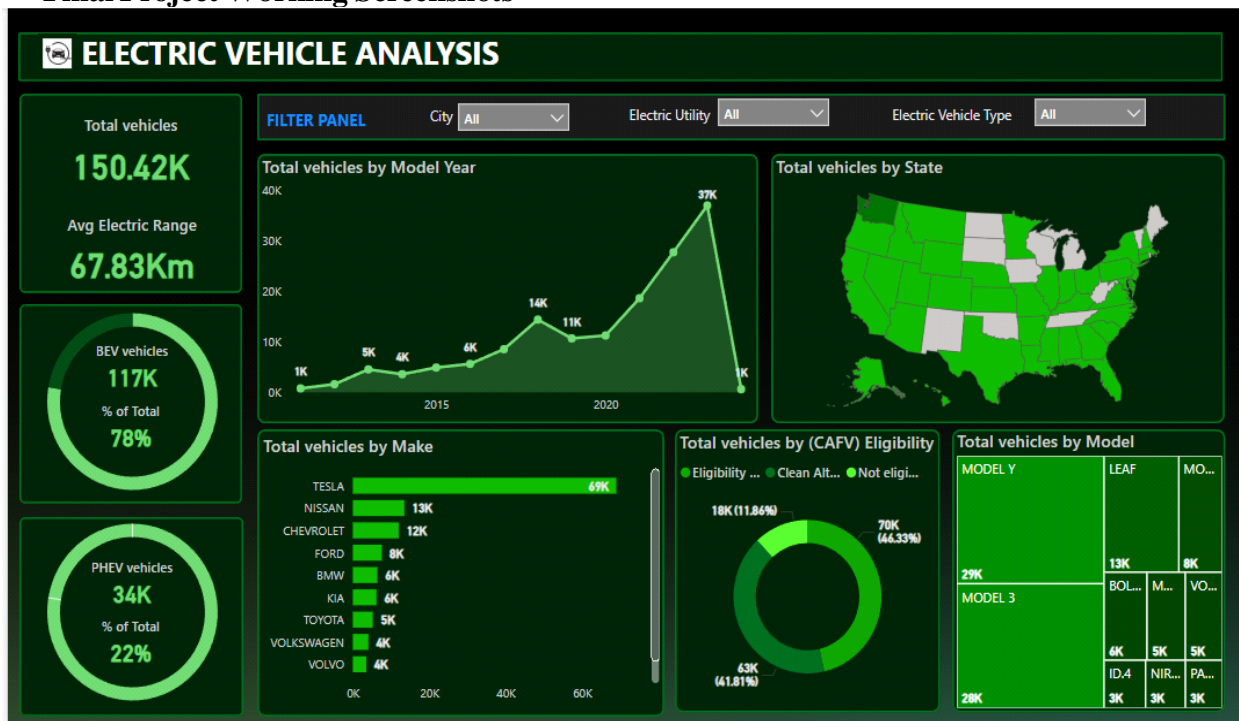 Final Project Working Screenshots
ELECTRIC VEHICLE ANALYSIS
Total vehicles
150.42K
Avg Electric Range
67.83Km
FILTER PANEL
City
All
Electric Utility
All
Electric Vehicle Type
All
Total vehicles by Model Year
40K
30K
20K
10K
0K
1K
5K
4K
6K
14K
11K
37K
1K
2015
2020
Total vehicles by State
BEV vehicles
117K
% of Total
78%
PHEV vehicles
34K
% of Total
22%
Total vehicles by Make
TESLA 69K
NISSAN 13K
CHEVROLET 12K
FORD 8K
BMW 6K
KIA 6K
TOYOTA 5K
VOLKSWAGEN 4K
VOLVO 4K
0K 20K 40K 60K
Total vehicles by (CAFV) Eligibility
Eligibility ... Clean Alt... Not eligi...
18K (11.86%)
70K
(46.33%)
63K
(41.81%)
Total vehicles by Model
MODEL Y
29K
MODEL 3
28K
LEAF
13K
MO...
8K
BOL...
6K
M...
5K
VO...
5K
ID.4
3K
NIR...
3K
PA...
3K